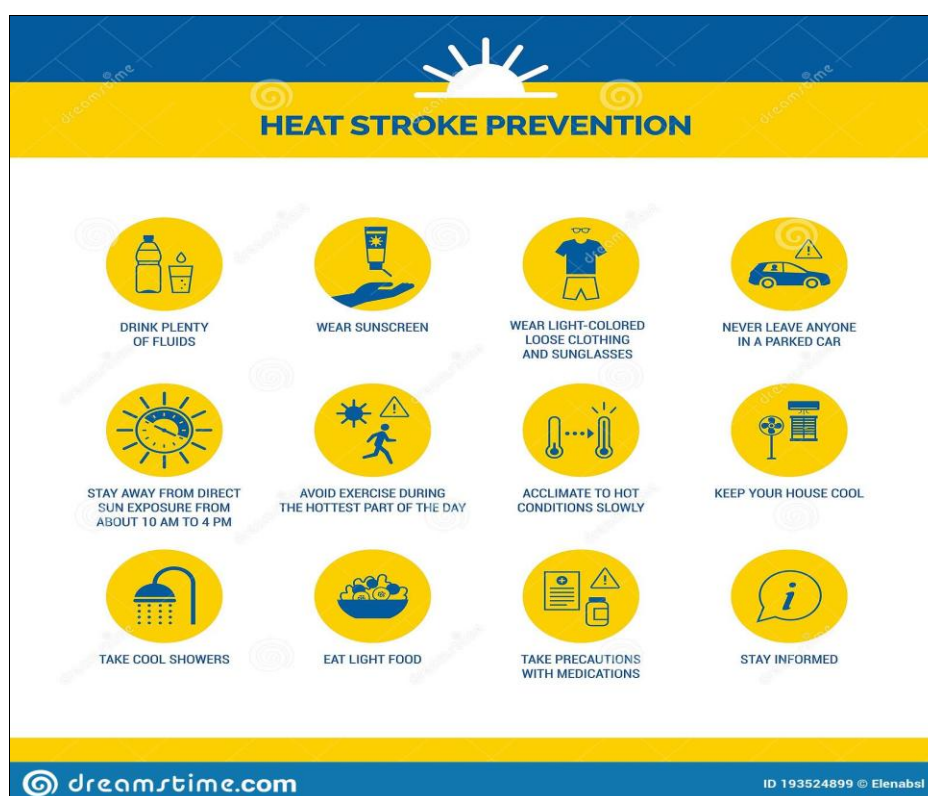 HEAT STROKE PREVENTION
DRINK PLENTY
OF FLUIDS
WEAR SUNSCREEN
WEAR LIGHT-COLORED
LOOSE CLOTHING
AND SUNGLASSES
NEVER LEAVE ANYONE
IN A PARKED CAR
STAY AWAY FROM DIRECT
SUN EXPOSURE FROM
ABOUT 10 AM TO 4 PM
AVOID EXERCISE DURING
THE HOTTEST PART OF THE DAY
ACCLIMATE TO HOT
CONDITIONS SLOWLY
KEEP YOUR HOUSE COOL
TAKE COOL SHOWERS
EAT LIGHT FOOD
TAKE PRECAUTIONS
WITH MEDICATIONS
i
STAY INFORMED
dreamstime.com
ID 193524899 © Elenabsl